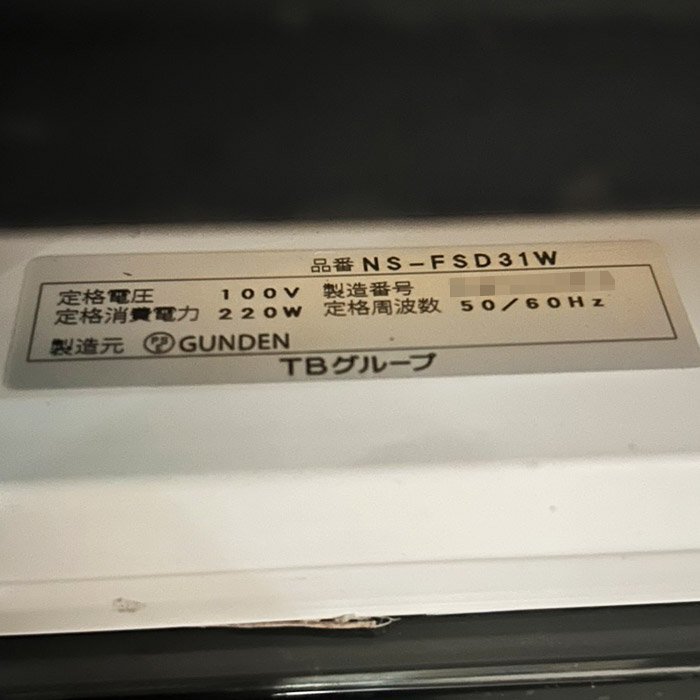 品番 NS-FSD31W
定格電圧 100V 製造番号
定格消費電力 220W 定格周波数 50/60Hz
製造元 GUNDEN
TBグループ